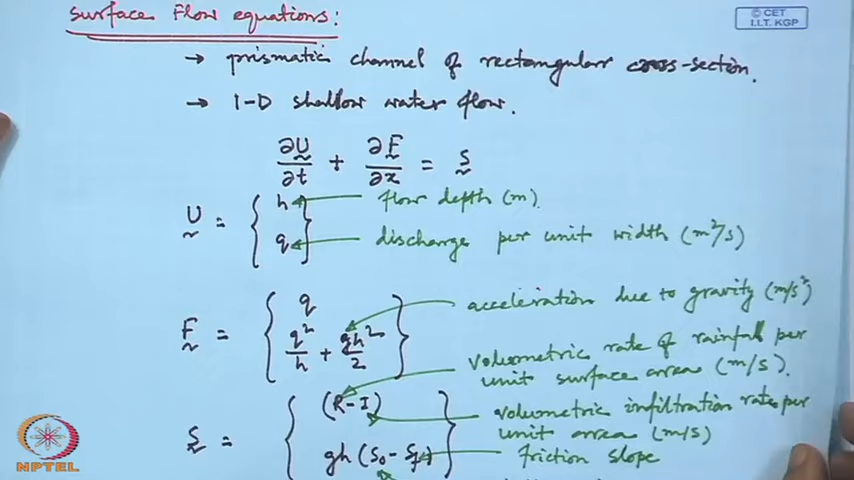 Surface Flow equations:
© CET
I.I.T. KGP
→ prismatic channel of rectangular cross-section.
→ 1-D shallow water flow.
∂U/∂t + ∂F/∂x = S
U = { h ← flow depth (m).
q ← discharge per unit width (m²/s)
F = { q
q²/h + gh²/2 } acceleration due to gravity (m/s²)
volumetric rate of rainfall per
unit surface area (m/s).
S = { (R-I)
volumetric infiltration rate per
unit area (m/s)
gh (S₀ - S_f) } friction slope
NPTEL